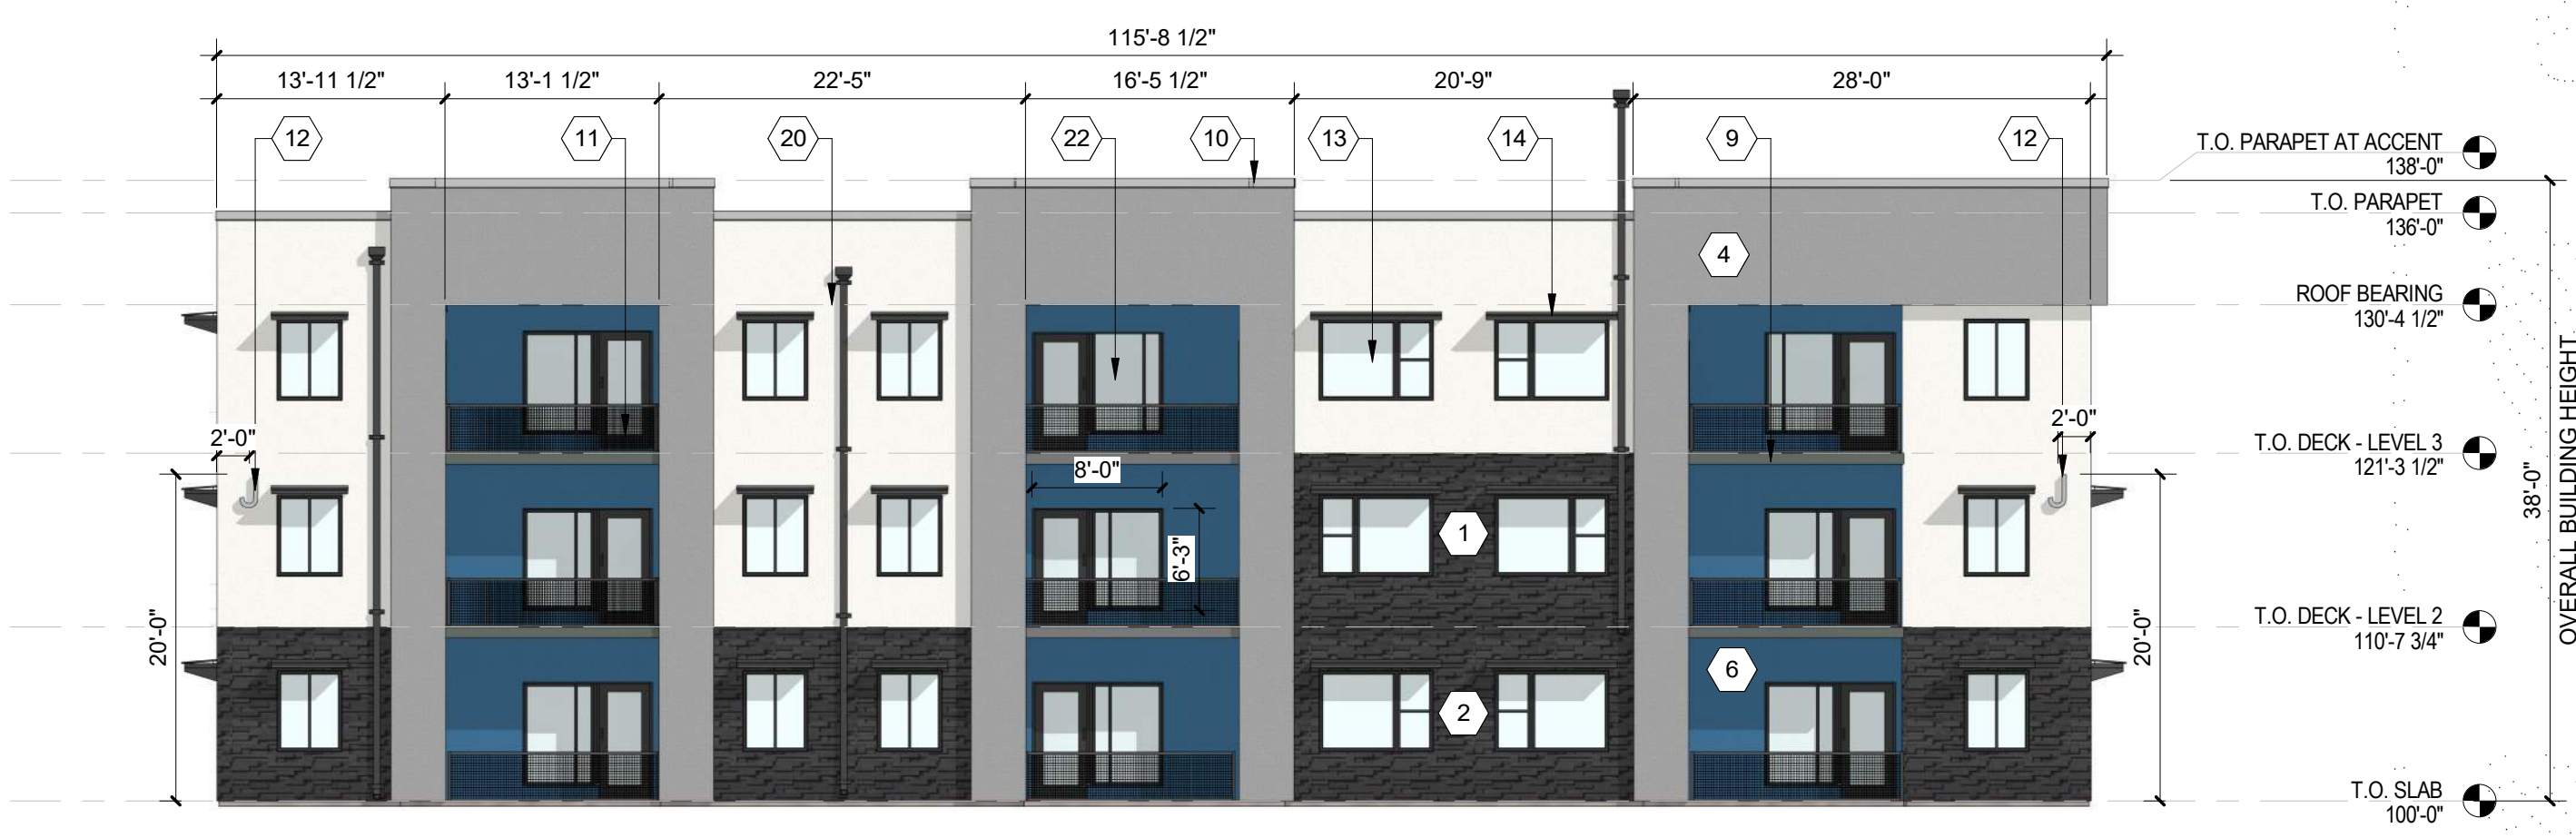 115'-8 1/2"
13'-11 1/2" 13'-1 1/2" 22'-5" 16'-5 1/2" 20'-9" 28'-0"
12 11 20 22 10 13 14 9 12
T.O. PARAPET AT ACCENT
138'-0"
T.O. PARAPET
136'-0"
4
ROOF BEARING
130'-4 1/2"
OVERALL BUILDING HEIGHT
38'-0"
2'-0" 2'-0"
T.O. DECK - LEVEL 3
121'-3 1/2"
8'-0"
6'-3"
1
20'-0" 20'-0"
T.O. DECK - LEVEL 2
110'-7 3/4"
6
2
T.O. SLAB
100'-0"